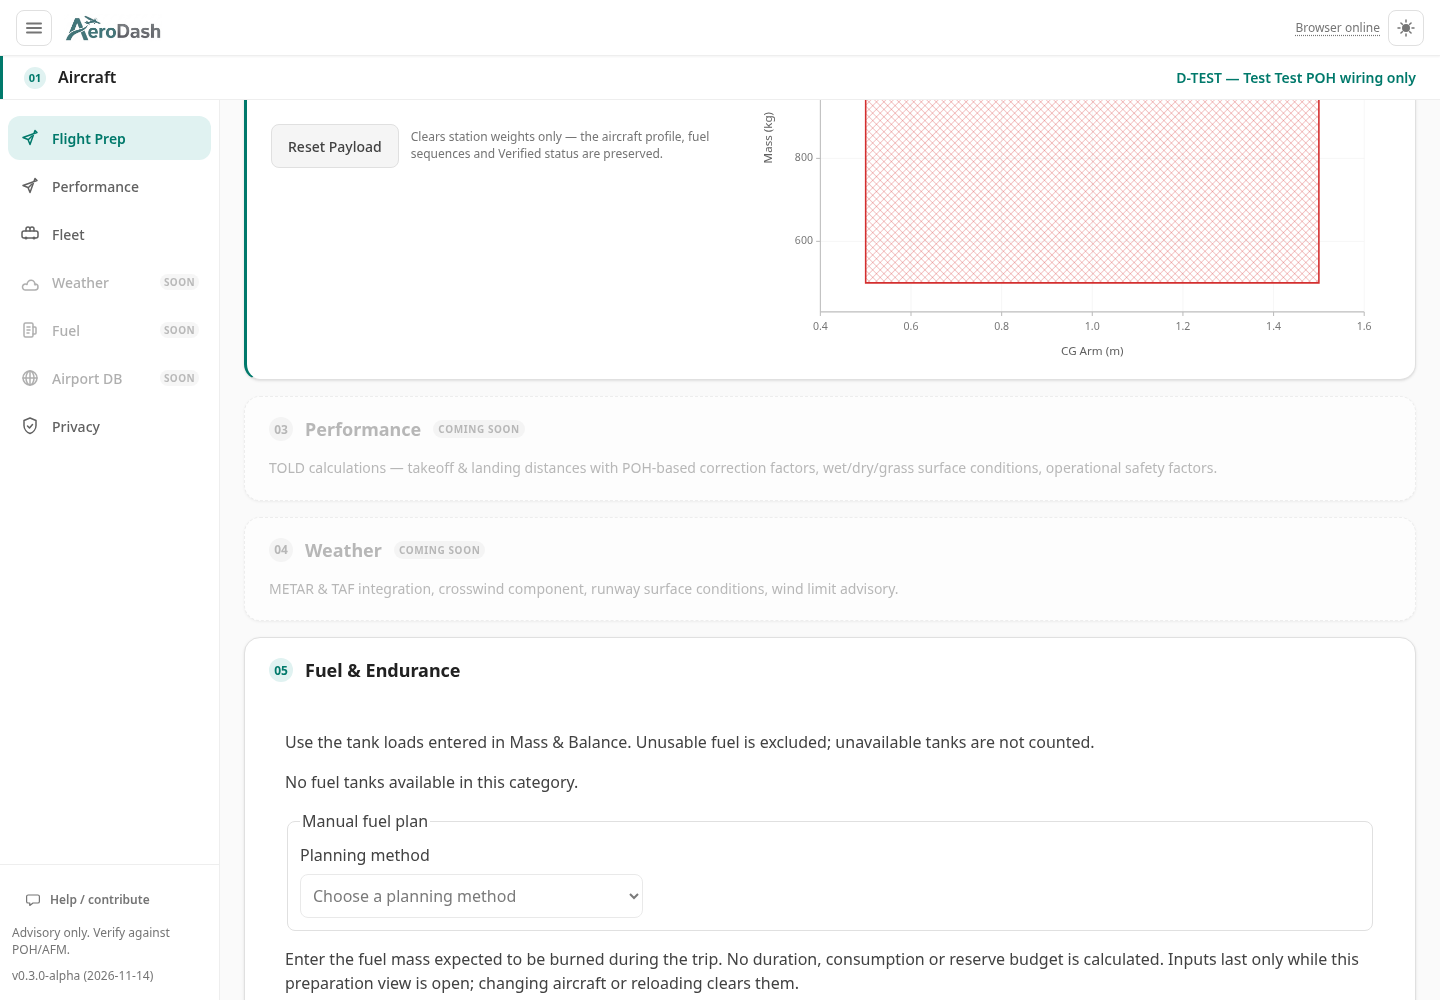 AeroDash
Browser online
01 Aircraft
D-TEST — Test Test POH wiring only
Flight Prep
Performance
Fleet
Weather SOON
Fuel SOON
Airport DB SOON
Privacy
Help / contribute
Advisory only. Verify against
POH/AFM.
v0.3.0-alpha (2026-11-14)
Reset Payload
Clears station weights only — the aircraft profile, fuel
sequences and Verified status are preserved.
Mass (kg)
800
600
0.4 0.6 0.8 1.0 1.2 1.4 1.6
CG Arm (m)
03 Performance COMING SOON
TOLD calculations — takeoff & landing distances with POH-based correction factors, wet/dry/grass surface conditions, operational safety factors.
04 Weather COMING SOON
METAR & TAF integration, crosswind component, runway surface conditions, wind limit advisory.
05 Fuel & Endurance
Use the tank loads entered in Mass & Balance. Unusable fuel is excluded; unavailable tanks are not counted.
No fuel tanks available in this category.
Manual fuel plan
Planning method
Choose a planning method
Enter the fuel mass expected to be burned during the trip. No duration, consumption or reserve budget is calculated. Inputs last only while this
preparation view is open; changing aircraft or reloading clears them.